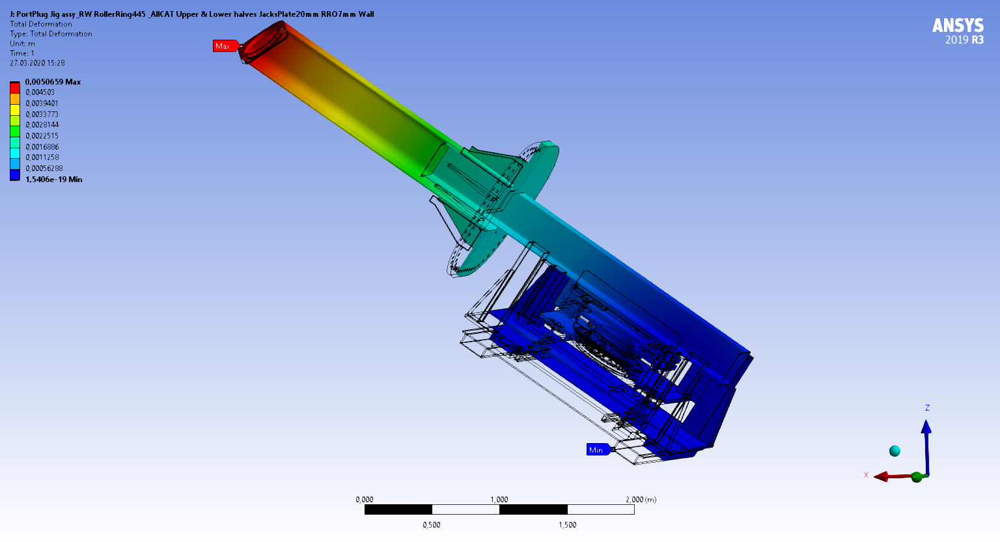 J: PortPlug Jig assy_RW RollerRing445 _AllCAT Upper & Lower halves JacksPlate20mm RRO7mm Wall
Total Deformation
Type: Total Deformation
Unit: m
Time: 1
27.03.2020 15:28
ANSYS
2019 R3
Max
0,0050659 Max
0,004503
0,0039401
0,0033773
0,0028144
0,0022515
0,0016886
0,0011258
0,00056288
1,5406e-19 Min
Min
Z
X
0,000 1,000 2,000 (m)
0,500 1,500